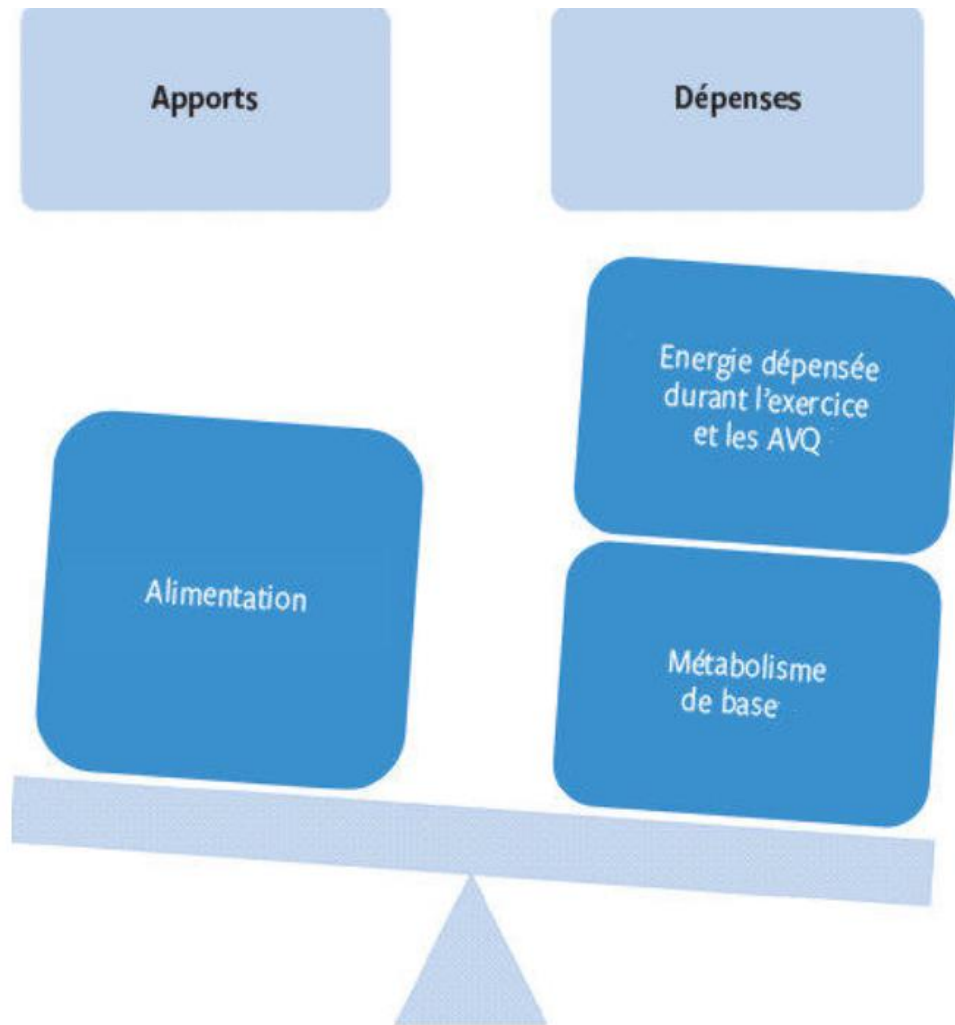 Apports
Dépenses
Energie dépensée
durant l'exercice
et les AVQ
Alimentation
Métabolisme
de base